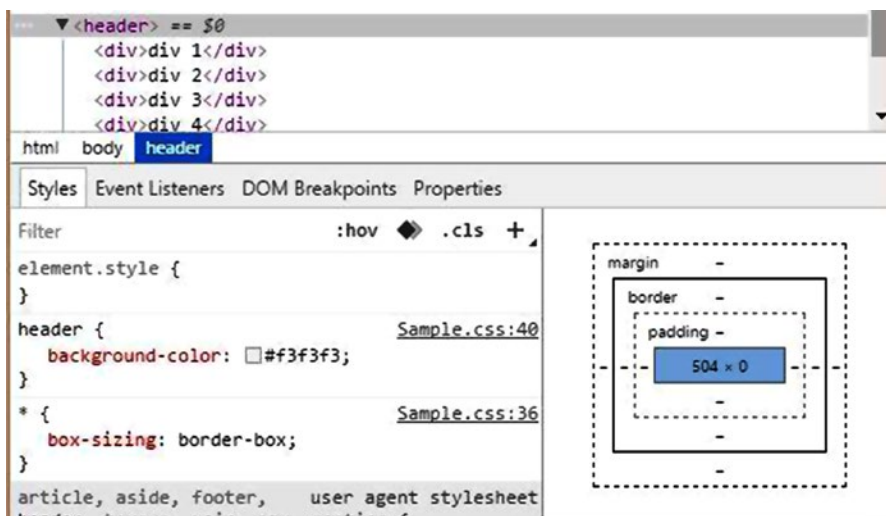 ... ▼<header> == $0
<div>div 1</div>
<div>div 2</div>
<div>div 3</div>
<div>div 4</div>
html body header
Styles Event Listeners DOM Breakpoints Properties
Filter :hov .cls +
element.style {
}
header { Sample.css:40
background-color: #f3f3f3;
}
* { Sample.css:36
box-sizing: border-box;
}
article, aside, footer, user agent stylesheet
margin -
border -
padding -
- - - 504 × 0 - - -
-
-
-